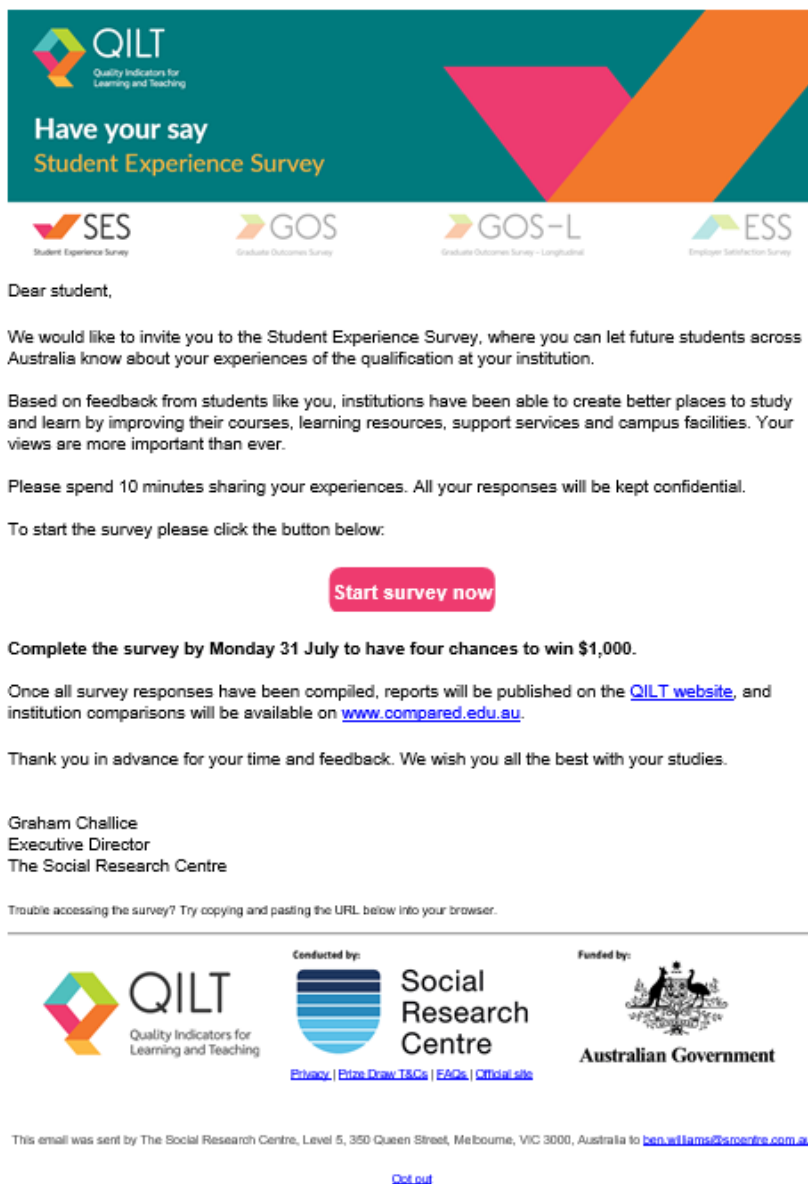 QILT
Quality Indicators for
Learning and Teaching
Have your say
Student Experience Survey
SES
Student Experience Survey
GOS
Graduate Outcomes Survey
GOS-L
Graduate Outcomes Survey – Longitudinal
ESS
Employer Satisfaction Survey
Dear student,
We would like to invite you to the Student Experience Survey, where you can let future students across
Australia know about your experiences of the qualification at your institution.
Based on feedback from students like you, institutions have been able to create better places to study
and learn by improving their courses, learning resources, support services and campus facilities. Your
views are more important than ever.
Please spend 10 minutes sharing your experiences. All your responses will be kept confidential.
To start the survey please click the button below:
Start survey now
Complete the survey by Monday 31 July to have four chances to win $1,000.
Once all survey responses have been compiled, reports will be published on the QILT website, and
institution comparisons will be available on www.compared.edu.au.
Thank you in advance for your time and feedback. We wish you all the best with your studies.
Graham Challice
Executive Director
The Social Research Centre
Trouble accessing the survey? Try copying and pasting the URL below into your browser.
QILT
Quality Indicators for
Learning and Teaching
Conducted by:
Social
Research
Centre
Funded by:
Australian Government
Privacy | Prize Draw T&Cs | FAQs | Official site
This email was sent by The Social Research Centre, Level 5, 350 Queen Street, Melbourne, VIC 3000, Australia to ben.williams@srcentre.com.au
Opt out